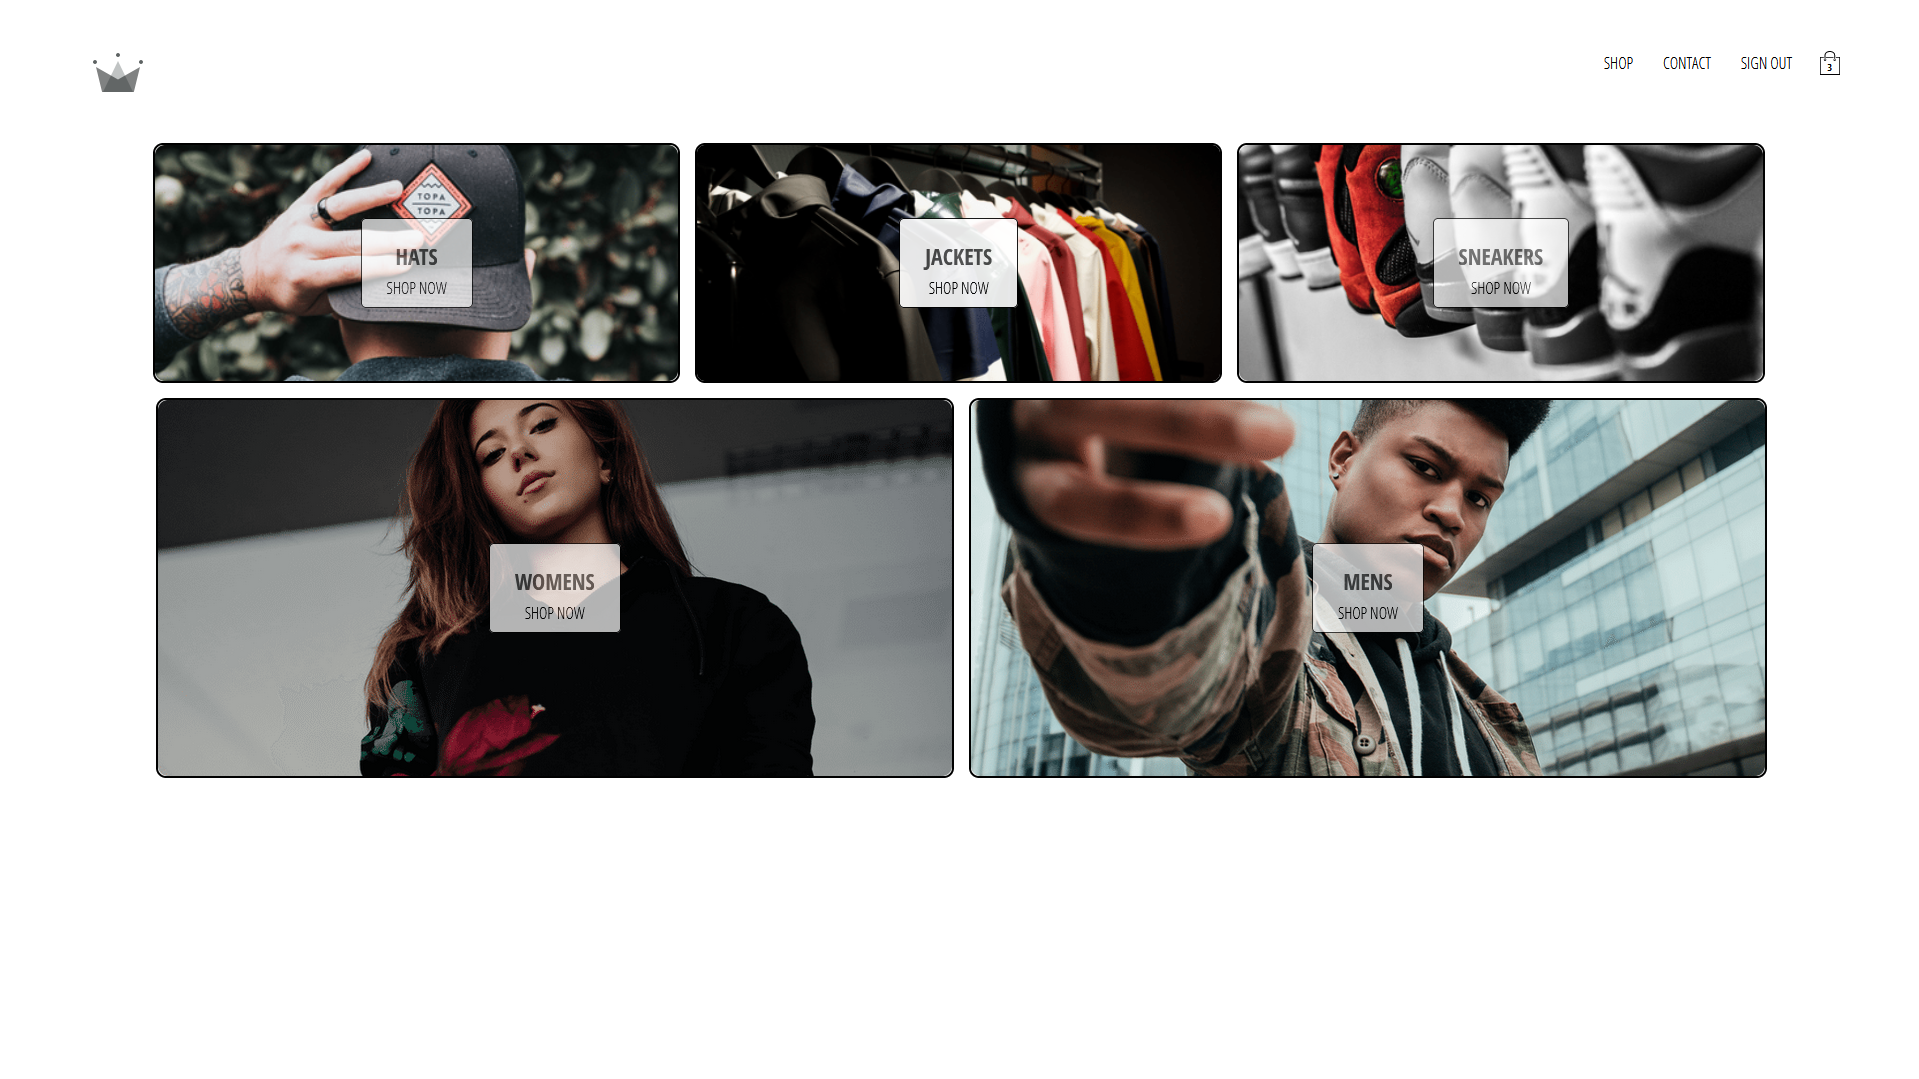 SHOP
CONTACT
SIGN OUT
3
TOPA
TOPA
HATS
SHOP NOW
JACKETS
SHOP NOW
SNEAKERS
SHOP NOW
WOMENS
SHOP NOW
MENS
SHOP NOW